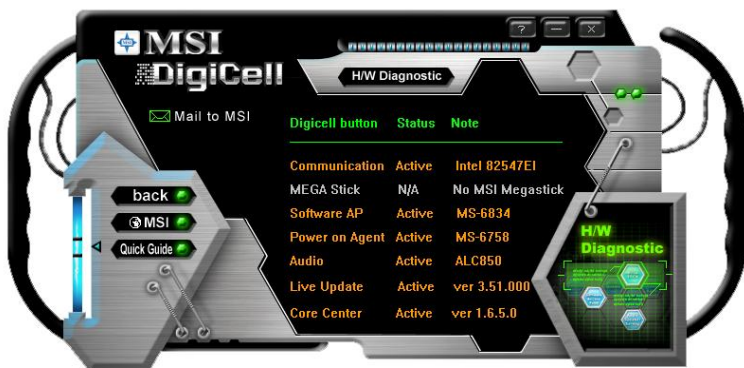 MSI
DigiCell
H/W Diagnostic
Mail to MSI
Digicell button Status Note
Communication Active Intel 82547EI
MEGA Stick N/A No MSI Megastick
Software AP Active MS-6834
Power on Agent Active MS-6758
Audio Active ALC850
Live Update Active ver 3.51.000
Core Center Active ver 1.6.5.0
back
MSI
Quick Guide
H/W
Diagnostic